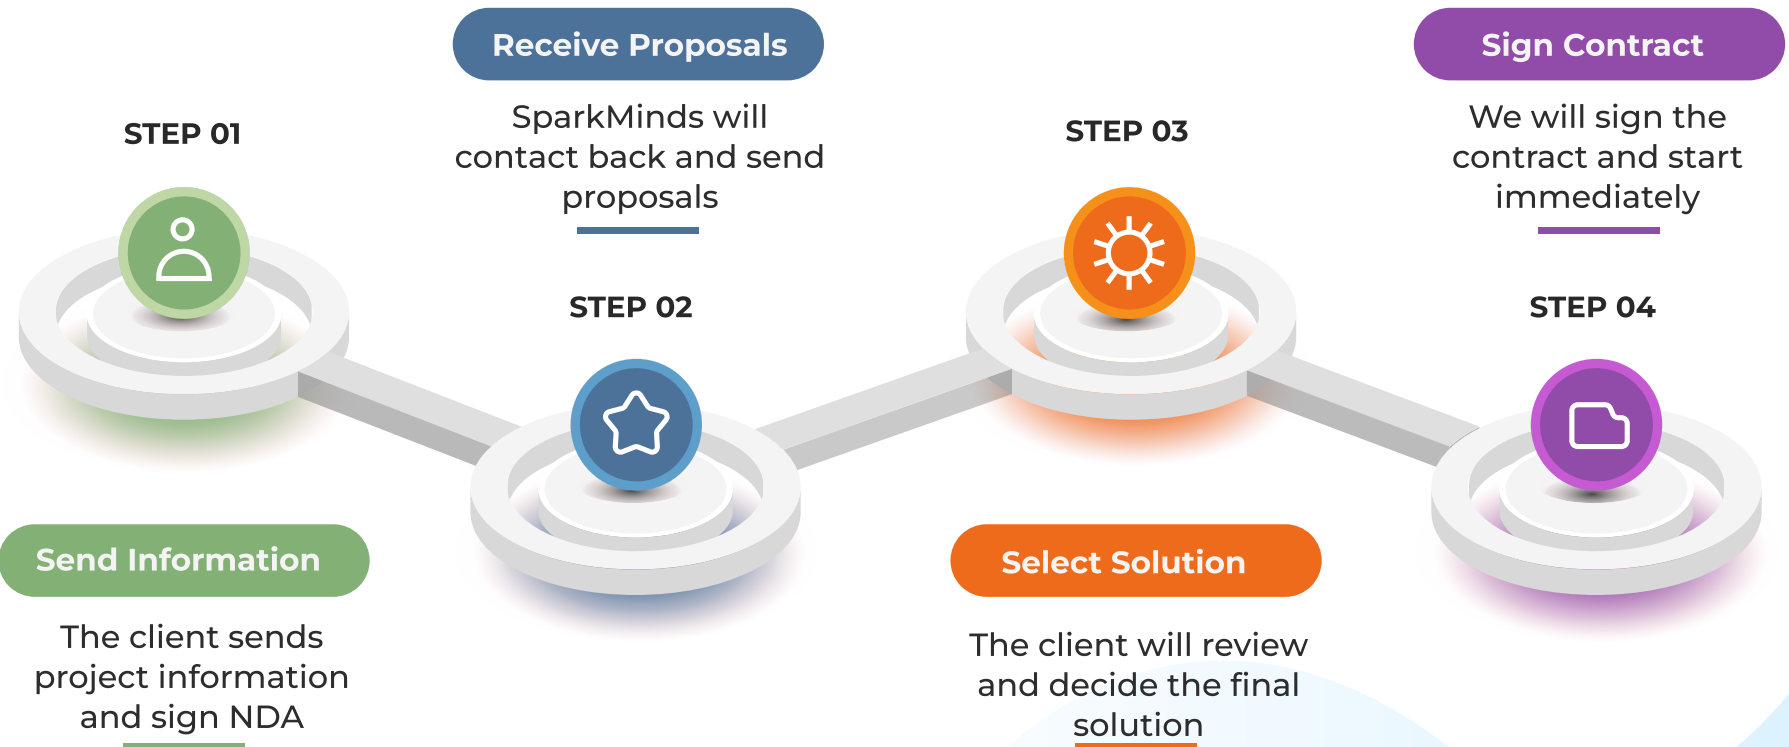 STEP 01
Send Information
The client sends
project information
and sign NDA
Receive Proposals
SparkMinds will
contact back and send
proposals
STEP 02
STEP 03
Select Solution
The client will review
and decide the final
solution
Sign Contract
We will sign the
contract and start
immediately
STEP 04